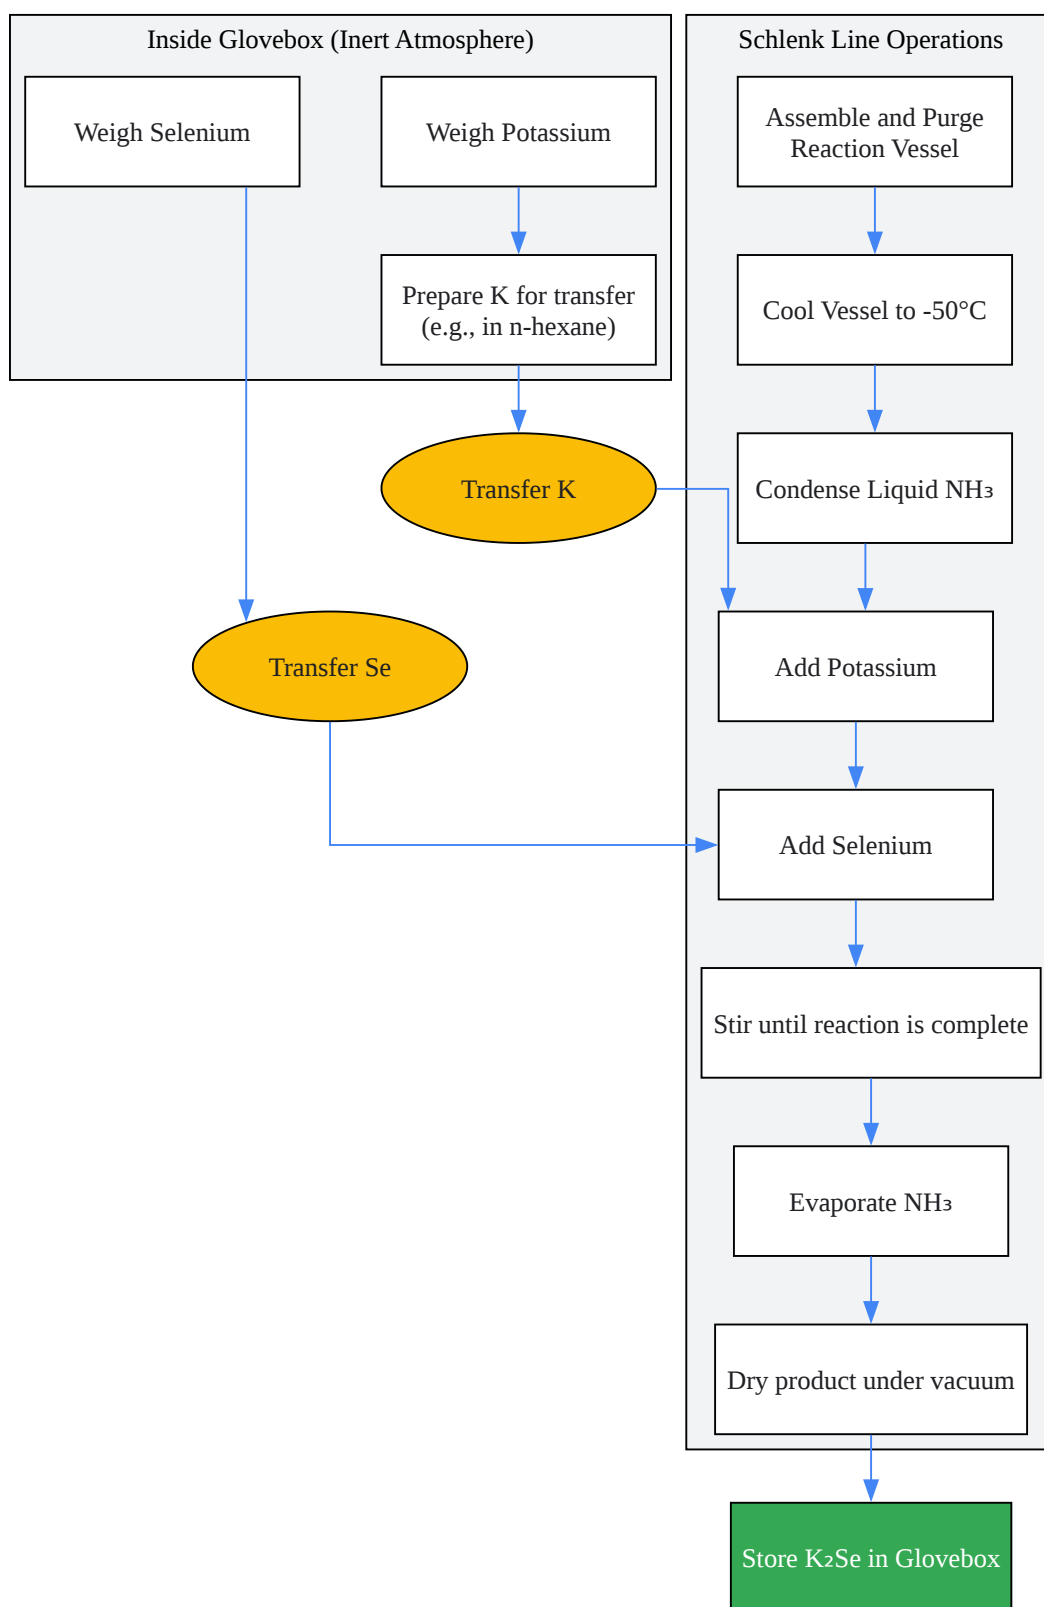 Inside Glovebox (Inert Atmosphere)
Schlenk Line Operations
Weigh Selenium
Weigh Potassium
Assemble and Purge
Reaction Vessel
Prepare K for transfer
(e.g., in n-hexane)
Cool Vessel to -50°C
Transfer K
Condense Liquid NH₃
Transfer Se
Add Potassium
Add Selenium
Stir until reaction is complete
Evaporate NH₃
Dry product under vacuum
Store K₂Se in Glovebox